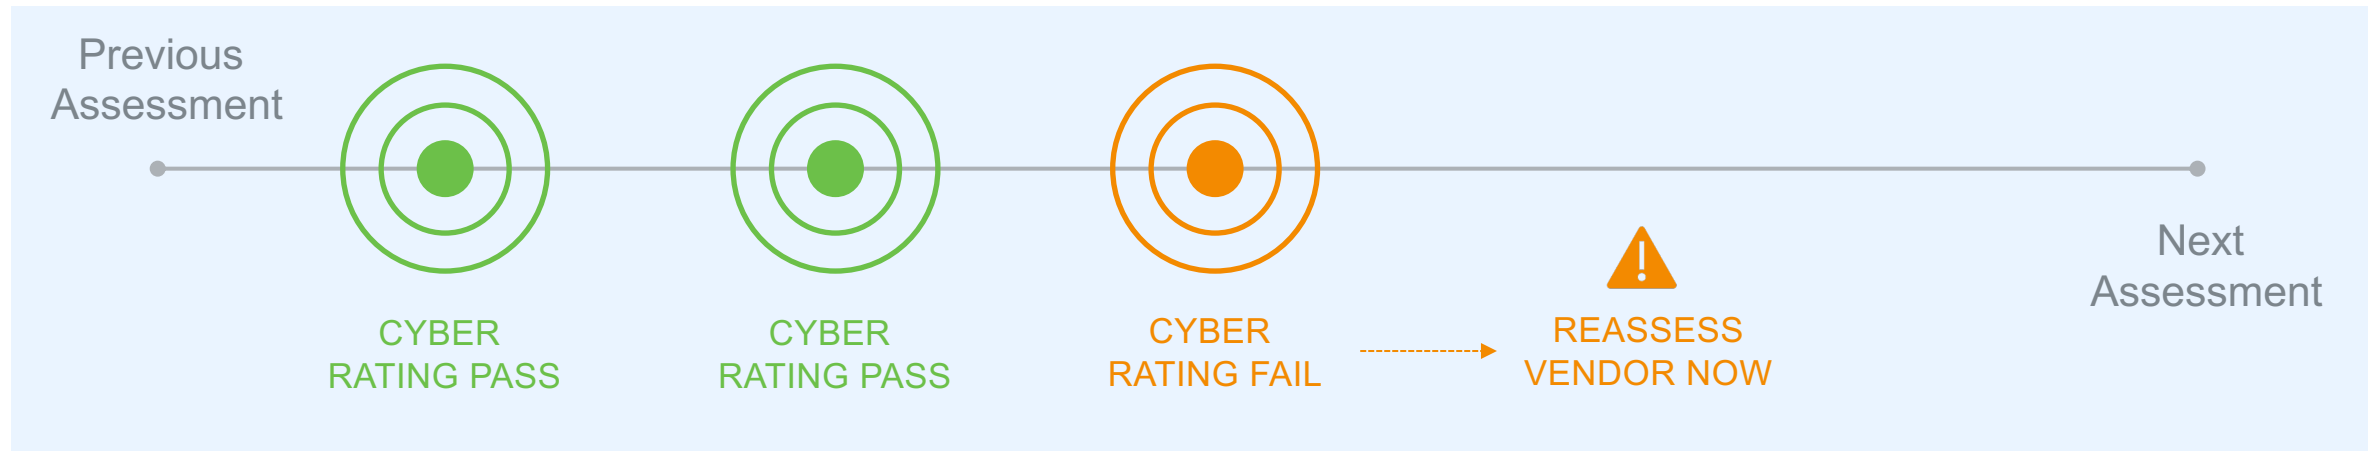 Previous
Assessment
CYBER
RATING PASS
CYBER
RATING PASS
CYBER
RATING FAIL
REASSESS
VENDOR NOW
Next
Assessment